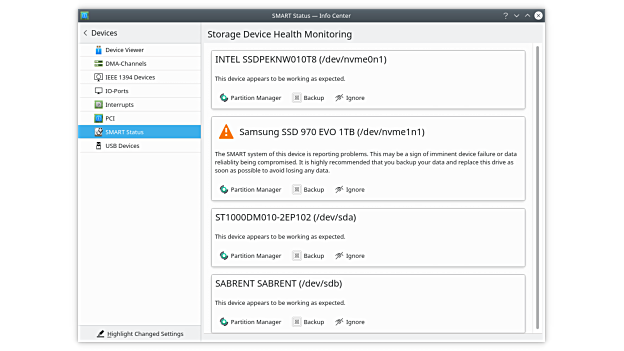 SMART Status — Info Center
Devices
Storage Device Health Monitoring
Device Viewer
DMA-Channels
IEEE 1394 Devices
IO-Ports
Interrupts
PCI
SMART Status
USB Devices
Highlight Changed Settings
INTEL SSDPEKNW010T8 (/dev/nvme0n1)
This device appears to be working as expected.
Partition Manager Backup Ignore
Samsung SSD 970 EVO 1TB (/dev/nvme1n1)
The SMART system of this device is reporting problems. This may be a sign of imminent device failure or data
reliablity being compromised. It is highly recommended that you backup your data and replace this drive as
soon as possible to avoid losing any data.
Partition Manager Backup Ignore
ST1000DM010-2EP102 (/dev/sda)
This device appears to be working as expected.
Partition Manager Backup Ignore
SABRENT SABRENT (/dev/sdb)
This device appears to be working as expected.
Partition Manager Backup Ignore